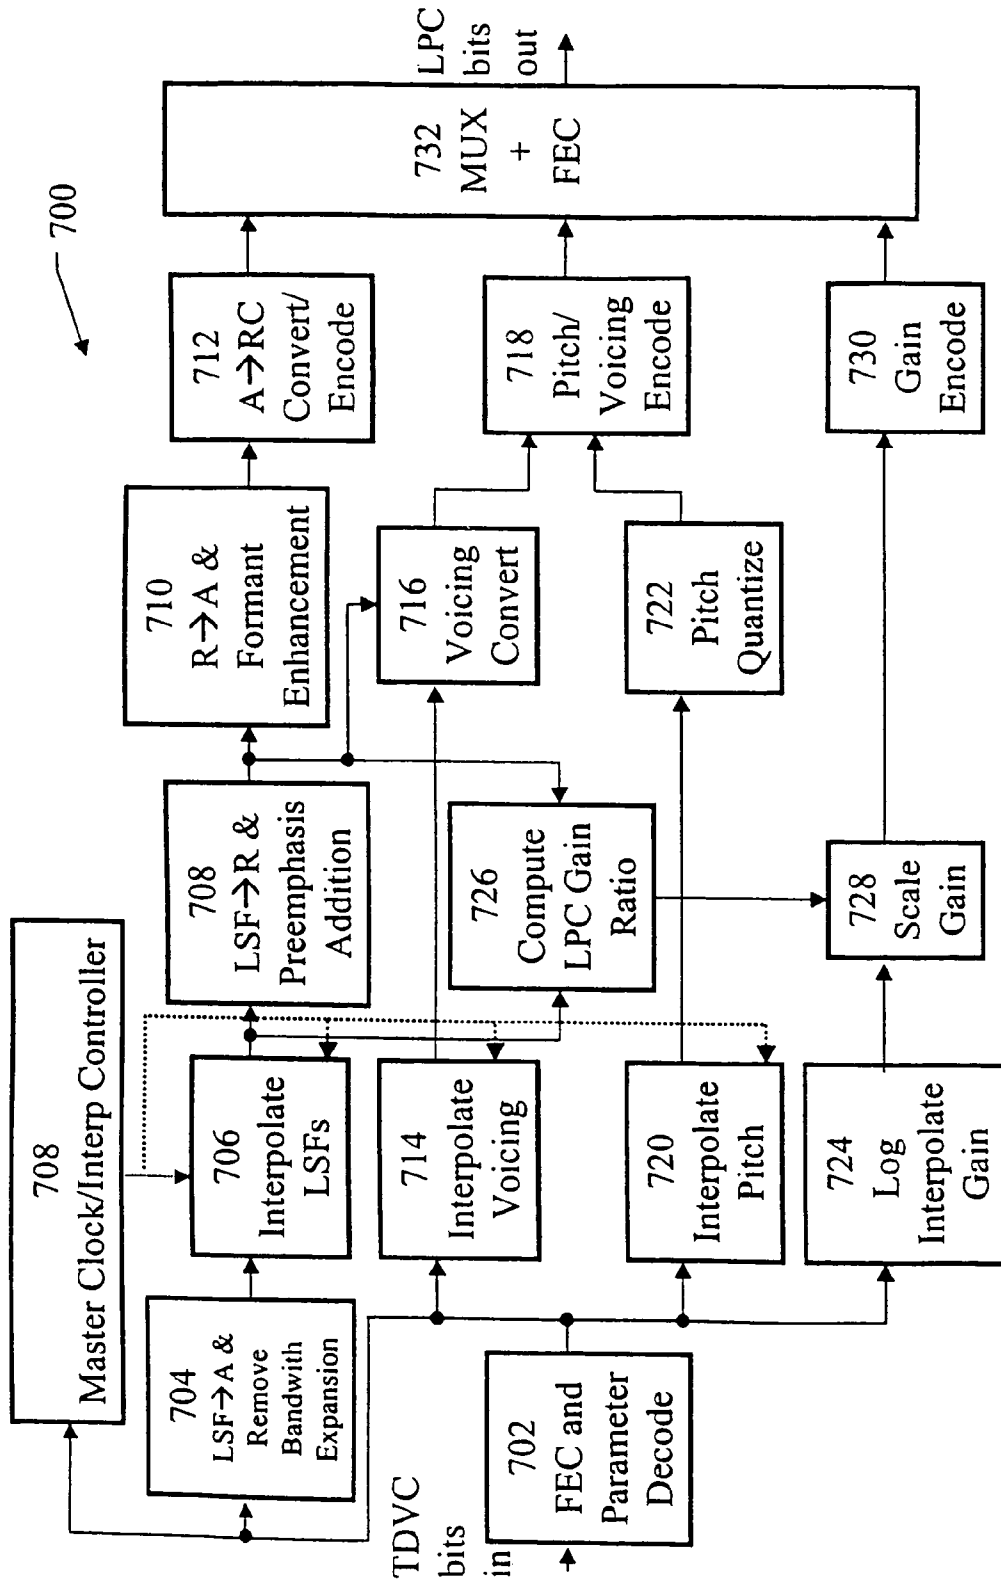 700
708
Master Clock/Interp Controller
704
LSF→A &
Remove
Bandwith
Expansion
706
Interpolate
LSFs
708
LSF→R &
Preemphasis
Addition
710
R→A &
Formant
Enhancement
712
A→RC
Convert/
Encode
714
Interpolate
Voicing
716
Voicing
Convert
718
Pitch/
Voicing
Encode
TDVC
bits
in
702
FEC and
Parameter
Decode
726
Compute
LPC Gain
Ratio
720
Interpolate
Pitch
722
Pitch
Quantize
724
Log
Interpolate
Gain
728
Scale
Gain
730
Gain
Encode
732
MUX
+
FEC
LPC
bits
out